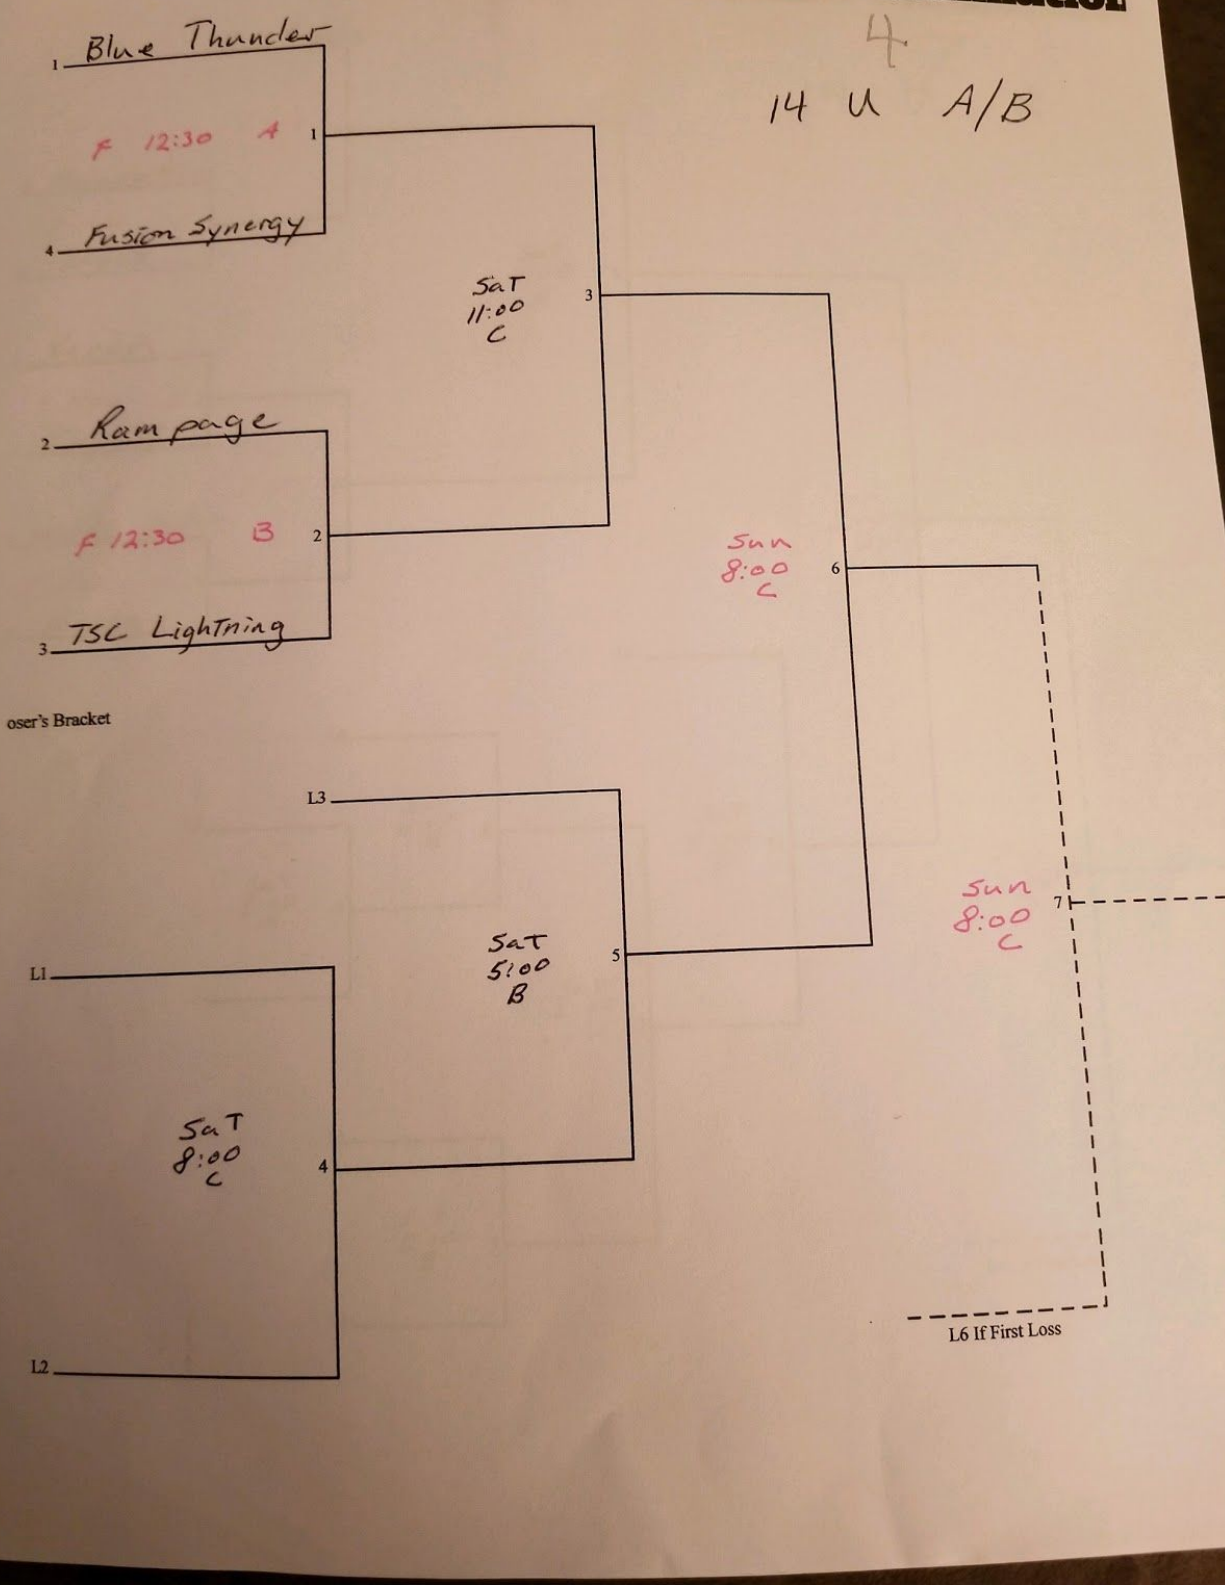 4
14 U A/B
1 Blue Thunder
F 12:30 A 1
4 Fusion Synergy
SaT
11:00
C
3
2 Rampage
F 12:30 B 2
3 TSC LighTning
Sun
8:00
C
6
oser's Bracket
L3
L1
SaT
5:00
B
5
Sun
8:00
C
7
SaT
8:00
C
4
L6 If First Loss
L2